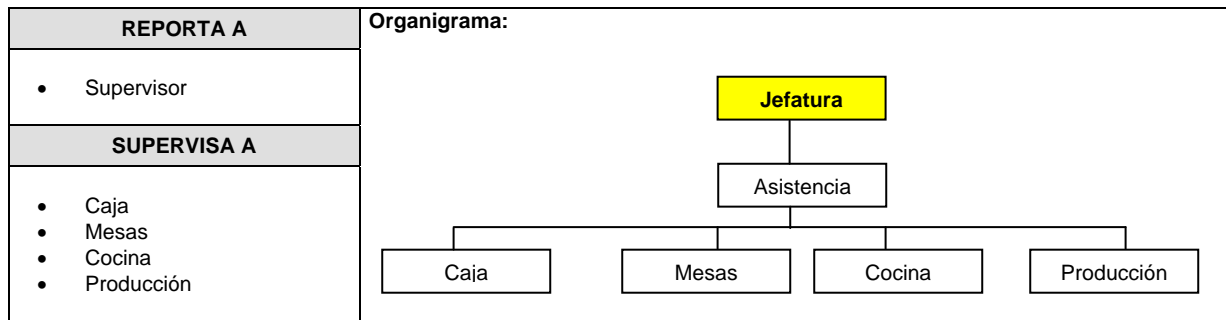 REPORTA A
• Supervisor
SUPERVISA A
• Caja
• Mesas
• Cocina
• Producción
Organigrama:
Jefatura
Asistencia
Caja
Mesas
Cocina
Producción